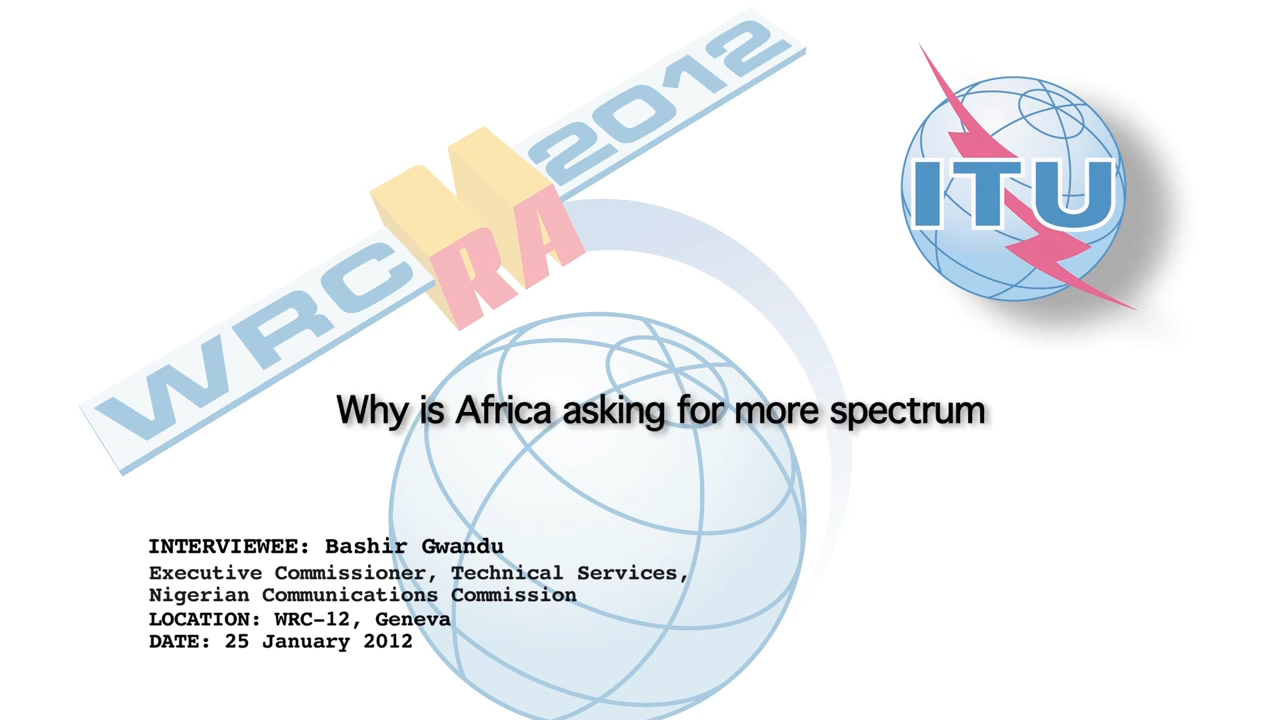 WRC RA 2012
ITU
Why is Africa asking for more spectrum
INTERVIEWEE: Bashir Gwandu
Executive Commissioner, Technical Services,
Nigerian Communications Commission
LOCATION: WRC-12, Geneva
DATE: 25 January 2012